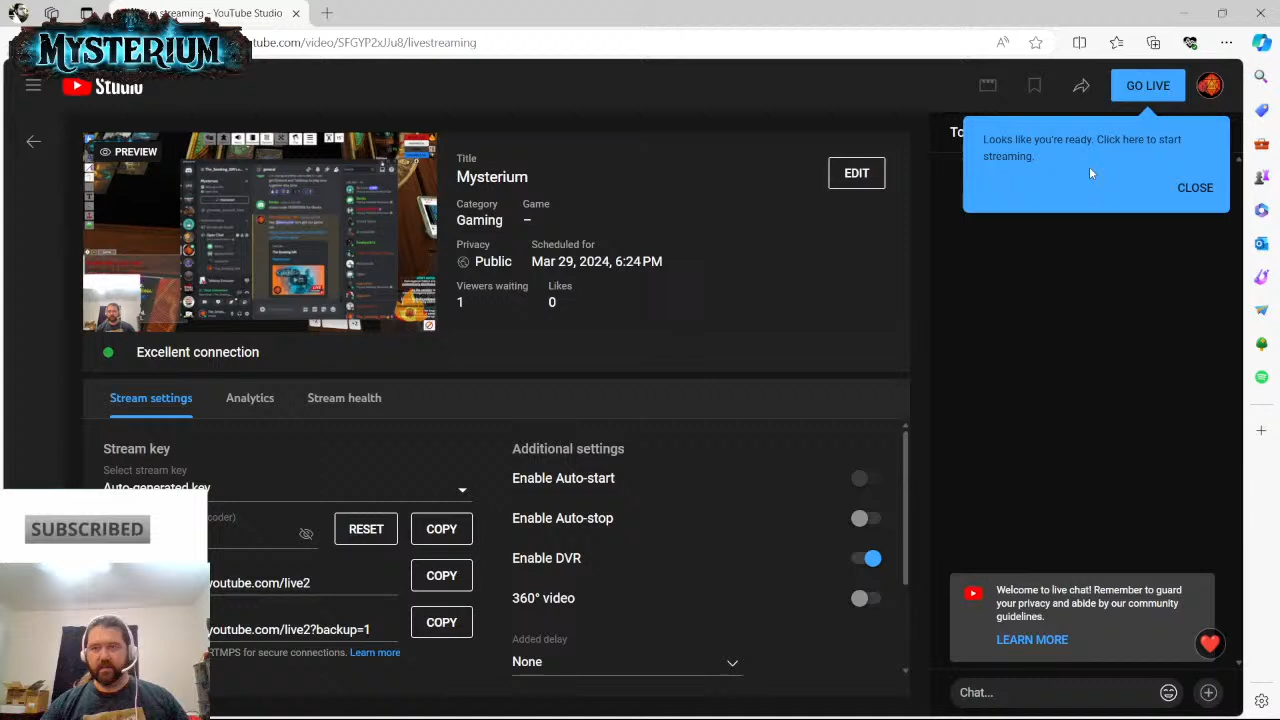 live streaming - YouTube Studio
MYSTERIUM
tube.com/video/SFGYP2xJJu8/livestreaming
Studio
GO LIVE
PREVIEW
Looks like you're ready. Click here to start
streaming.
CLOSE
Title
Mysterium
EDIT
Category
Game
Gaming
–
Privacy
Scheduled for
Public
Mar 29, 2024, 6:24 PM
Viewers waiting
Likes
1
0
Excellent connection
Stream settings
Analytics
Stream health
Stream key
Select stream key
Auto-generated key
coder)
RESET
COPY
youtube.com/live2
COPY
youtube.com/live2?backup=1
COPY
RTMPS for secure connections. Learn more
Additional settings
Enable Auto-start
Enable Auto-stop
Enable DVR
360° video
Added delay
None
SUBSCRIBED
Welcome to live chat! Remember to guard
your privacy and abide by our community
guidelines.
LEARN MORE
Chat...